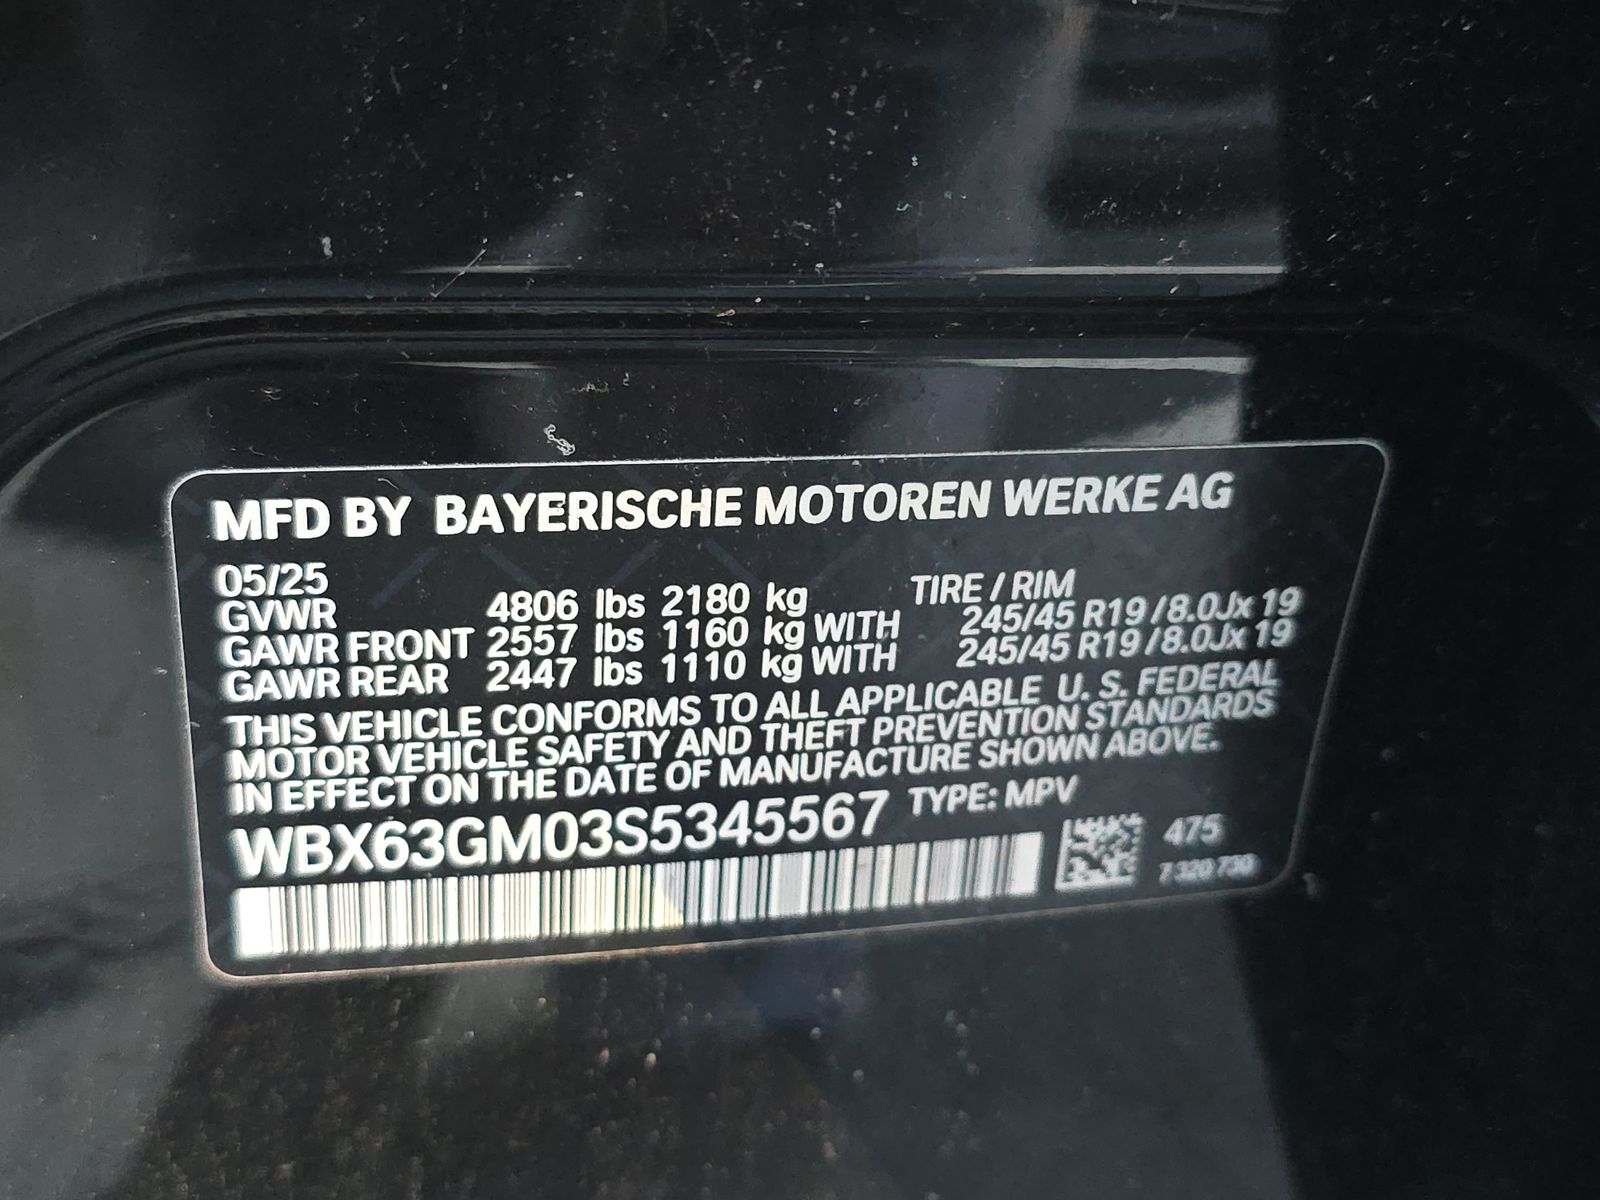 MFD BY BAYERISCHE MOTOREN WERKE AG
05/25
GVWR 4806 lbs 2180 kg TIRE / RIM
GAWR FRONT 2557 lbs 1160 kg WITH 245/45 R19 / 8.0Jx 19
GAWR REAR 2447 lbs 1110 kg WITH 245/45 R19 / 8.0Jx 19
THIS VEHICLE CONFORMS TO ALL APPLICABLE U. S. FEDERAL
MOTOR VEHICLE SAFETY AND THEFT PREVENTION STANDARDS
IN EFFECT ON THE DATE OF MANUFACTURE SHOWN ABOVE.
WBX63GM03S5345567 TYPE: MPV
475
7 320 730